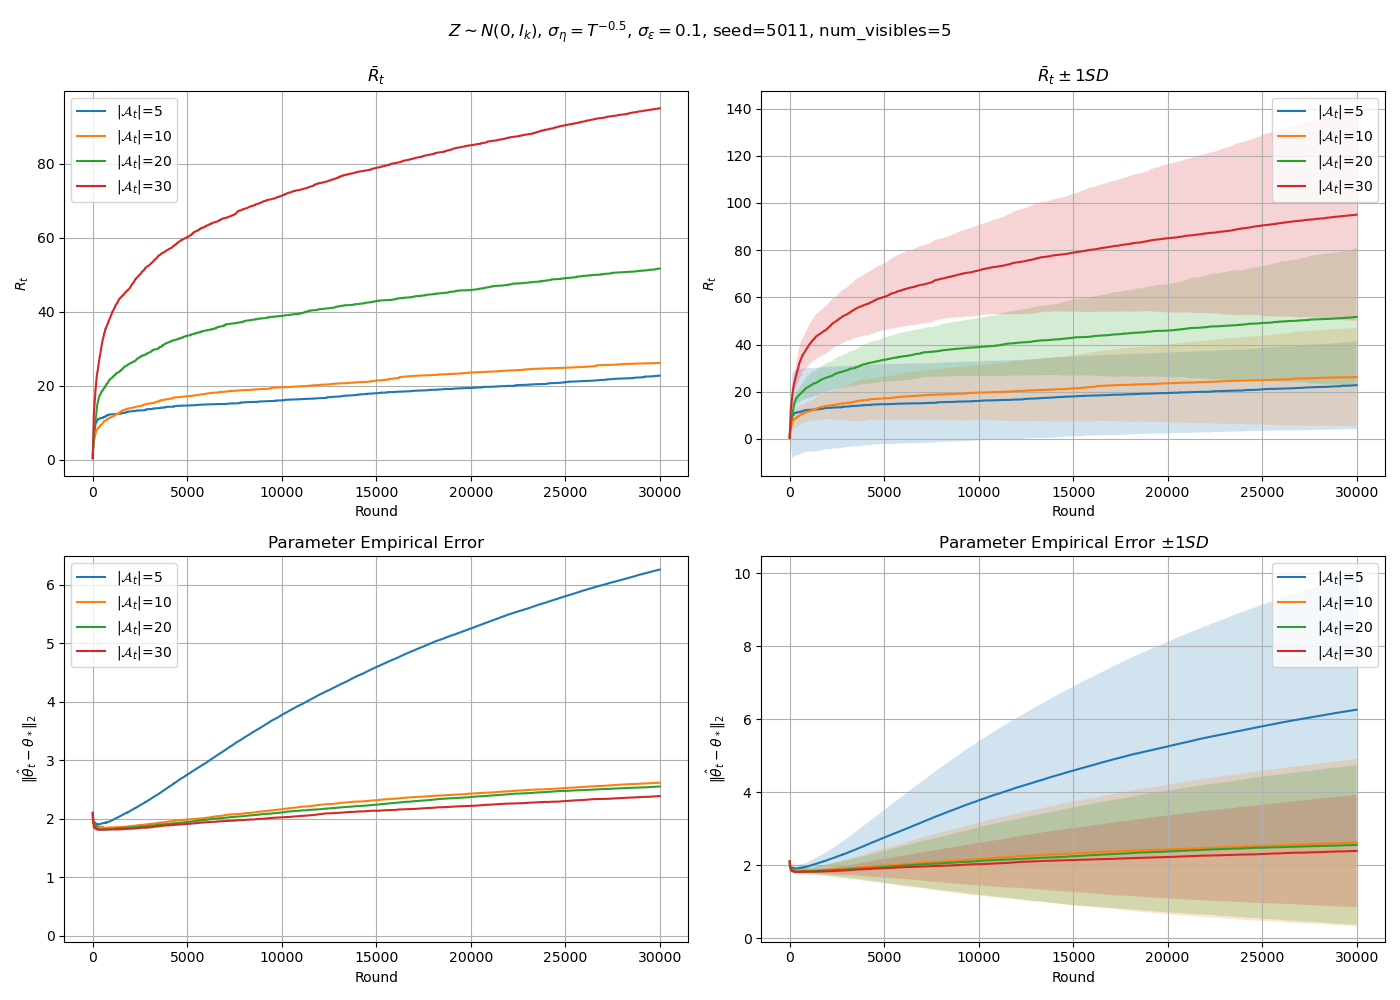 Z ∼ N(0, I_k), σ_η = T^{−0.5}, σ_ε = 0.1, seed=5011, num_visibles=5
R̄_t
R_t
80
60
40
20
0
|𝒜_t|=5
|𝒜_t|=10
|𝒜_t|=20
|𝒜_t|=30
0 5000 10000 15000 20000 25000 30000
Round
R̄_t ± 1SD
R_t
140
120
100
80
60
40
20
0
|𝒜_t|=5
|𝒜_t|=10
|𝒜_t|=20
|𝒜_t|=30
0 5000 10000 15000 20000 25000 30000
Round
Parameter Empirical Error
‖θ̂_t − θ_*‖_2
6
5
4
3
2
1
0
|𝒜_t|=5
|𝒜_t|=10
|𝒜_t|=20
|𝒜_t|=30
0 5000 10000 15000 20000 25000 30000
Round
Parameter Empirical Error ±1SD
‖θ̂_t − θ_*‖_2
10
8
6
4
2
0
|𝒜_t|=5
|𝒜_t|=10
|𝒜_t|=20
|𝒜_t|=30
0 5000 10000 15000 20000 25000 30000
Round